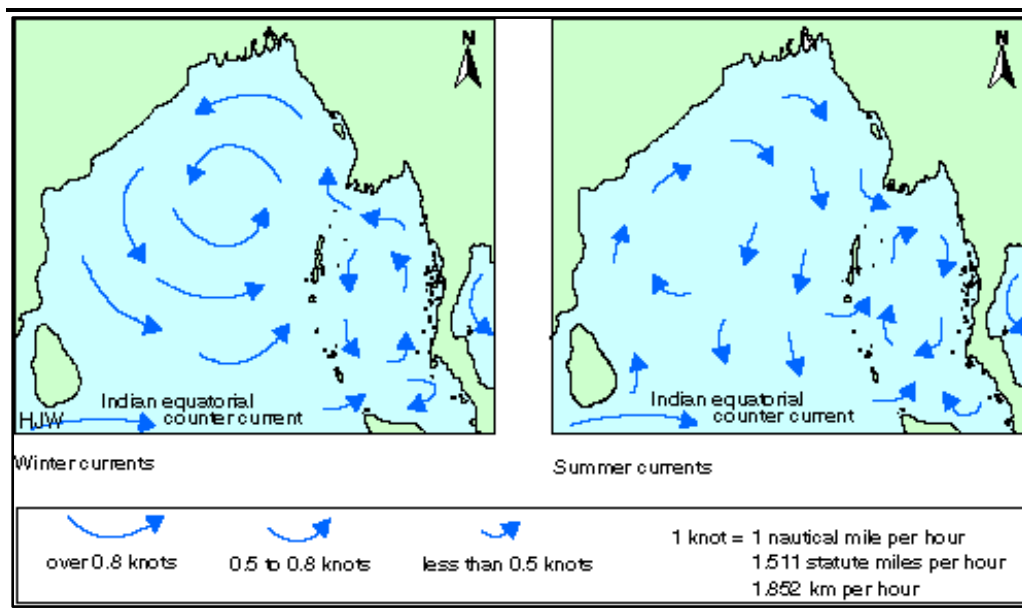 N
N
Indian equatorial
counter current
HJW
Indian equatorial
counter current
Winter currents
Summer currents
over 0.8 knots
0.5 to 0.8 knots
less than 0.5 knots
1 knot = 1 nautical mile per hour
1.511 statute miles per hour
1.852 km per hour